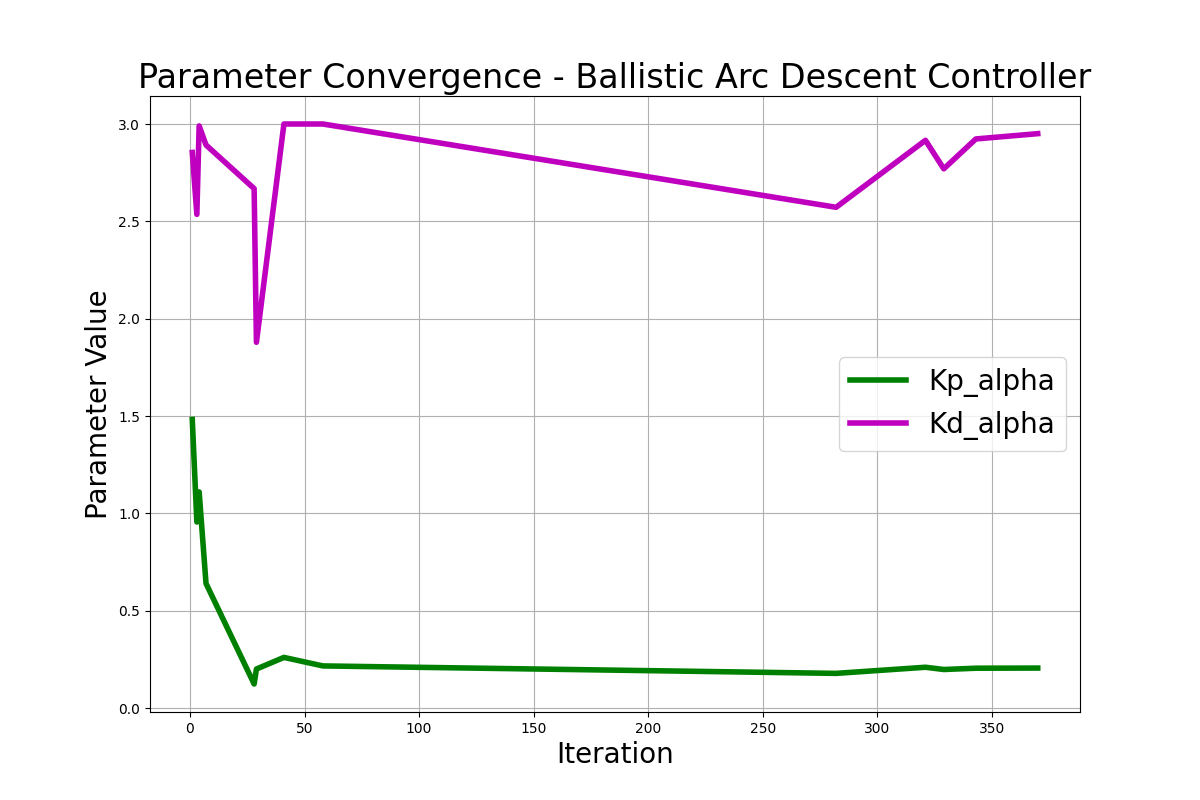 Parameter Convergence - Ballistic Arc Descent Controller
3.0
2.5
2.0
1.5
1.0
0.5
0.0
Parameter Value
Kp_alpha
Kd_alpha
0 50 100 150 200 250 300 350
Iteration